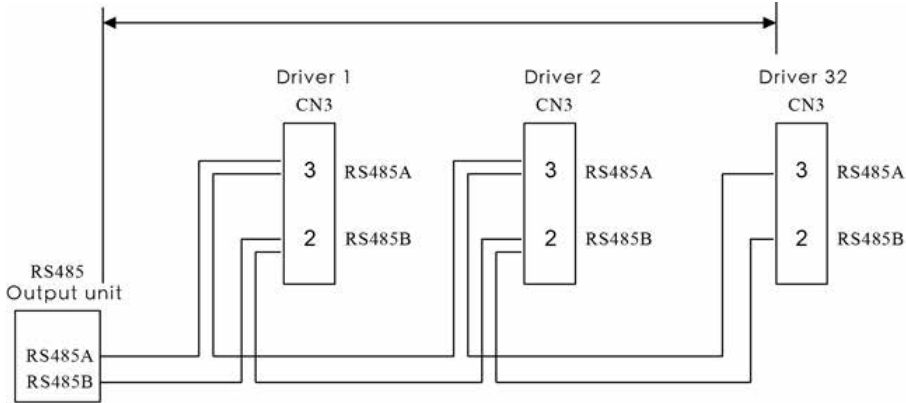 Driver 1
CN3
3
RS485A
2
RS485B
Driver 2
CN3
3
RS485A
2
RS485B
Driver 32
CN3
3
RS485A
2
RS485B
RS485
Output unit
RS485A
RS485B